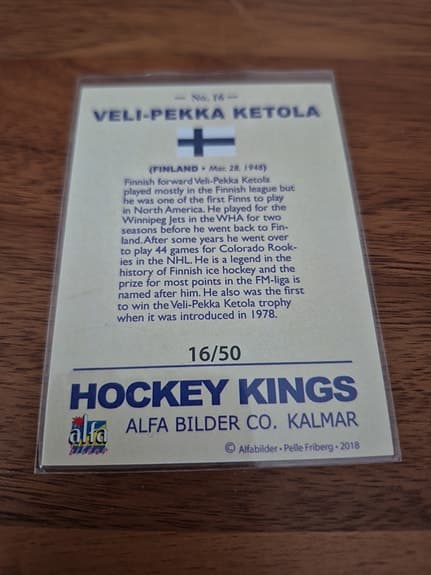 — No. 16 —
VELI-PEKKA KETOLA
(FINLAND • Mar. 28, 1948)
Finnish forward Veli-Pekka Ketola
played mostly in the Finnish league but
he was one of the first Finns to play
in North America. He played for the
Winnipeg Jets in the WHA for two
seasons before he went back to Fin-
land. After some years he went over
to play 44 games for Colorado Rook-
ies in the NHL. He is a legend in the
history of Finnish ice hockey and the
prize for most points in the FM-liga is
named after him. He also was the first
to win the Veli-Pekka Ketola trophy
when it was introduced in 1978.
16/50
HOCKEY KINGS
alfa
ALFA BILDER CO. KALMAR
© Alfabilder • Pelle Friberg • 2018